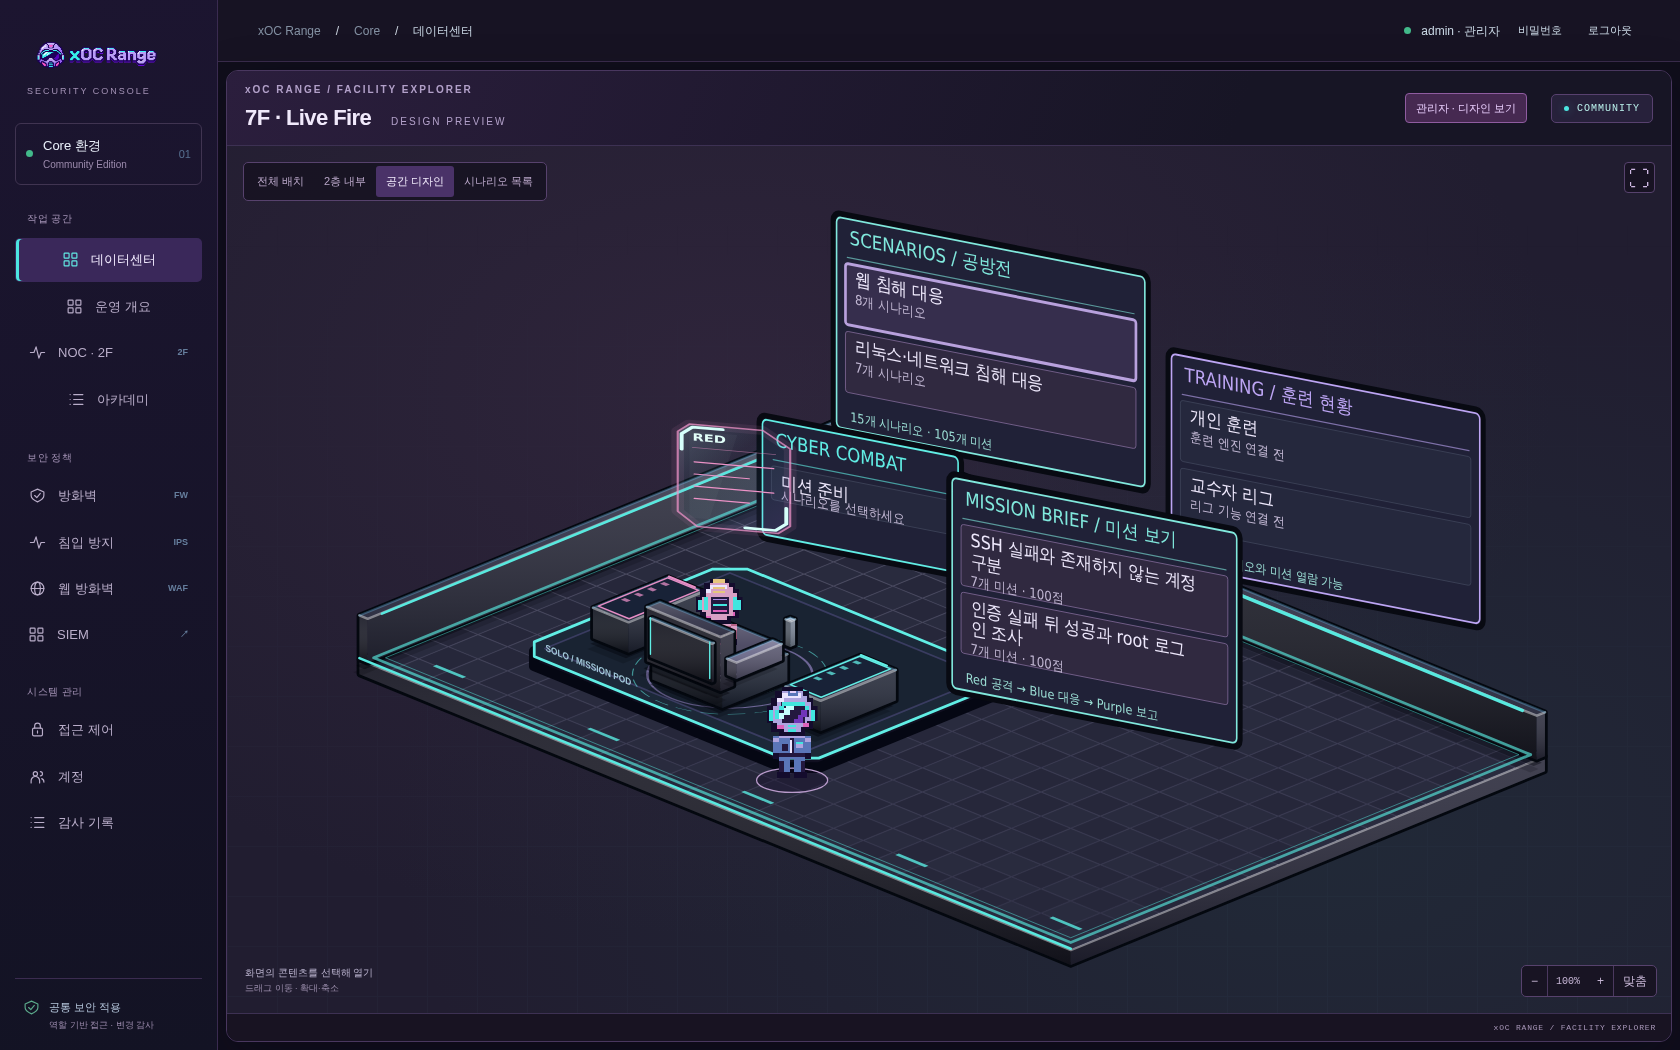 xOC Range
SECURITY CONSOLE
Core 환경
Community Edition
01
작업 공간
데이터센터
운영 개요
NOC · 2F
2F
아카데미
보안 정책
방화벽
FW
침입 방지
IPS
웹 방화벽
WAF
SIEM
시스템 관리
접근 제어
계정
감사 기록
공통 보안 적용
역할 기반 접근 · 변경 감사
xOC Range / Core / 데이터센터
admin · 관리자
비밀번호
로그아웃
xOC RANGE / FACILITY EXPLORER
7F · Live Fire
DESIGN PREVIEW
관리자 · 디자인 보기
COMMUNITY
전체 배치
2층 내부
공간 디자인
시나리오 목록
SCENARIOS / 공방전
웹 침해 대응
8개 시나리오
리눅스·네트워크 침해 대응
7개 시나리오
15개 시나리오 · 105개 미션
TRAINING / 훈련 현황
개인 훈련
훈련 엔진 연결 전
교수자 리그
리그 기능 연결 전
오와 미션 열람 가능
RED
CYBER COMBAT
미션 준비
시나리오를 선택하세요
MISSION BRIEF / 미션 보기
SSH 실패와 존재하지 않는 계정
구분
7개 미션 · 100점
인증 실패 뒤 성공과 root 로그
인 조사
7개 미션 · 100점
Red 공격 → Blue 대응 → Purple 보고
SOLO / MISSION POD
화면의 콘텐츠를 선택해 열기
드래그 이동 · 확대·축소
− 100% + 맞춤
xOC RANGE / FACILITY EXPLORER